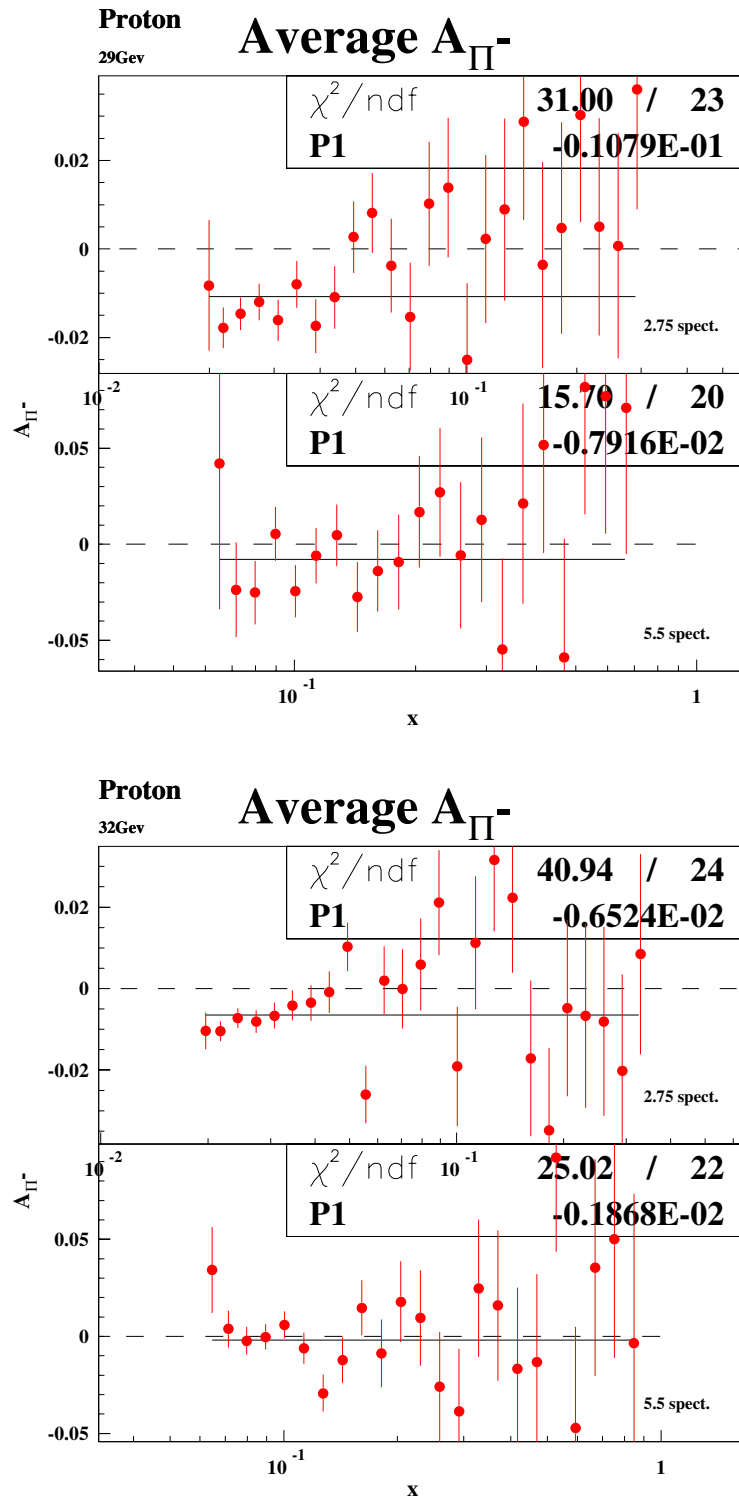 Proton
29Gev
Average A_Π-
χ²/ndf 31.00 / 23
P1 -0.1079E-01
0.02
0
-0.02
2.75 spect.
10⁻² 10⁻¹
χ²/ndf 15.70 / 20
P1 -0.7916E-02
A_Π-
0.05
0
-0.05
5.5 spect.
10⁻¹ 1
x
Proton
32Gev
Average A_Π-
χ²/ndf 40.94 / 24
P1 -0.6524E-02
0.02
0
-0.02
2.75 spect.
10⁻² 10⁻¹
χ²/ndf 25.02 / 22
P1 -0.1868E-02
A_Π-
0.05
0
-0.05
5.5 spect.
10⁻¹ 1
x